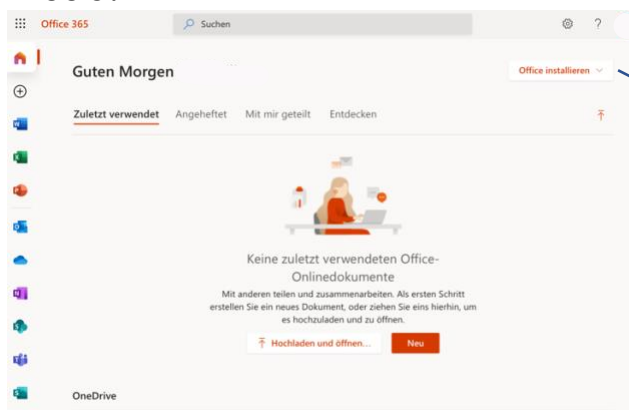 Office 365
Suchen
?
Guten Morgen
Office installieren
Zuletzt verwendet Angeheftet Mit mir geteilt Entdecken
Keine zuletzt verwendeten Office-
Onlinedokumente
Mit anderen teilen und zusammenarbeiten. Als ersten Schritt
erstellen Sie ein neues Dokument, oder ziehen Sie eins hierhin, um
es hochzuladen und zu öffnen.
Hochladen und öffnen... Neu
OneDrive